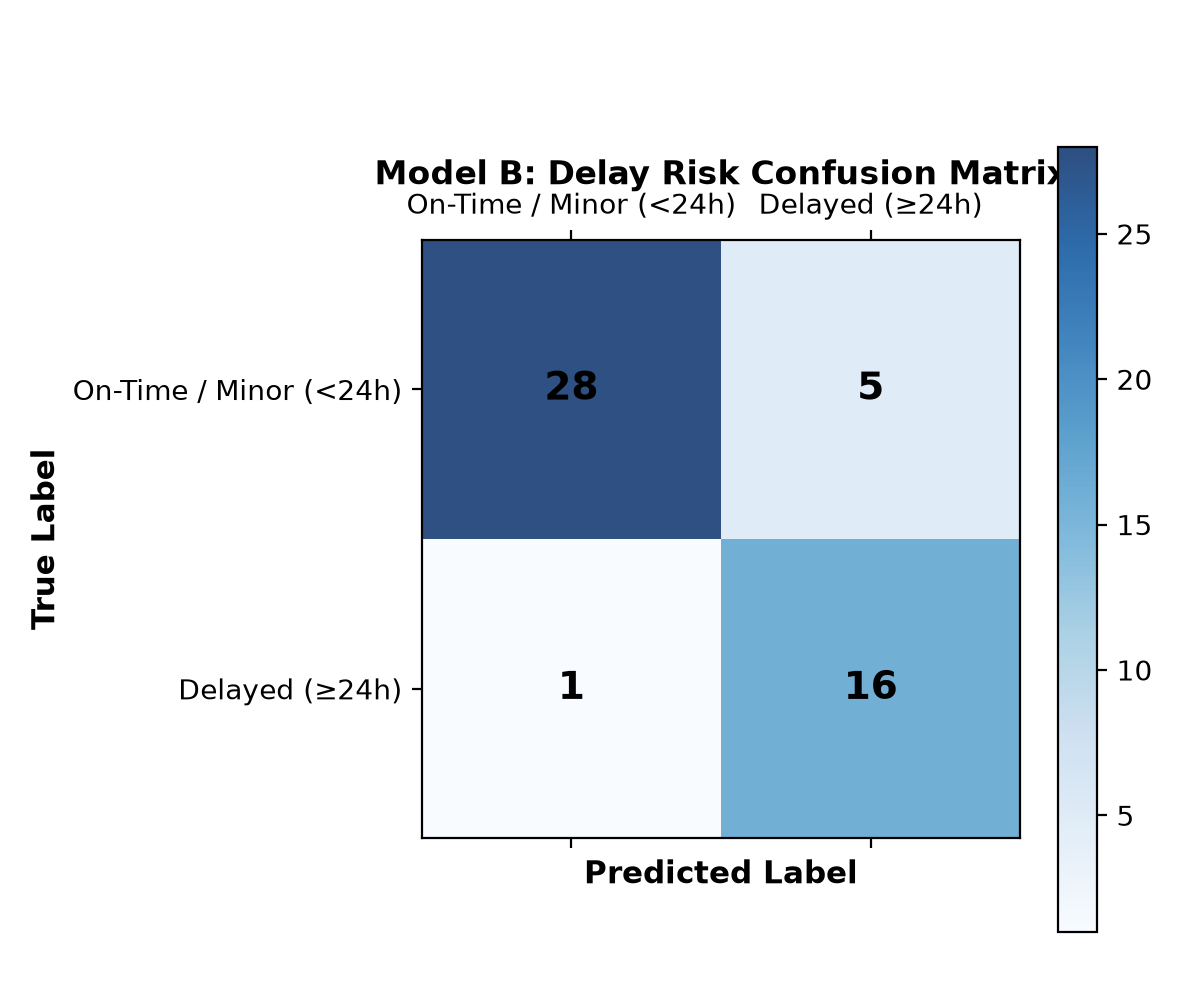 Model B: Delay Risk Confusion Matrix
On-Time / Minor (<24h) Delayed (≥24h)
25
On-Time / Minor (<24h) 28 5
20
True Label
15
Delayed (≥24h) 1 16
10
5
Predicted Label